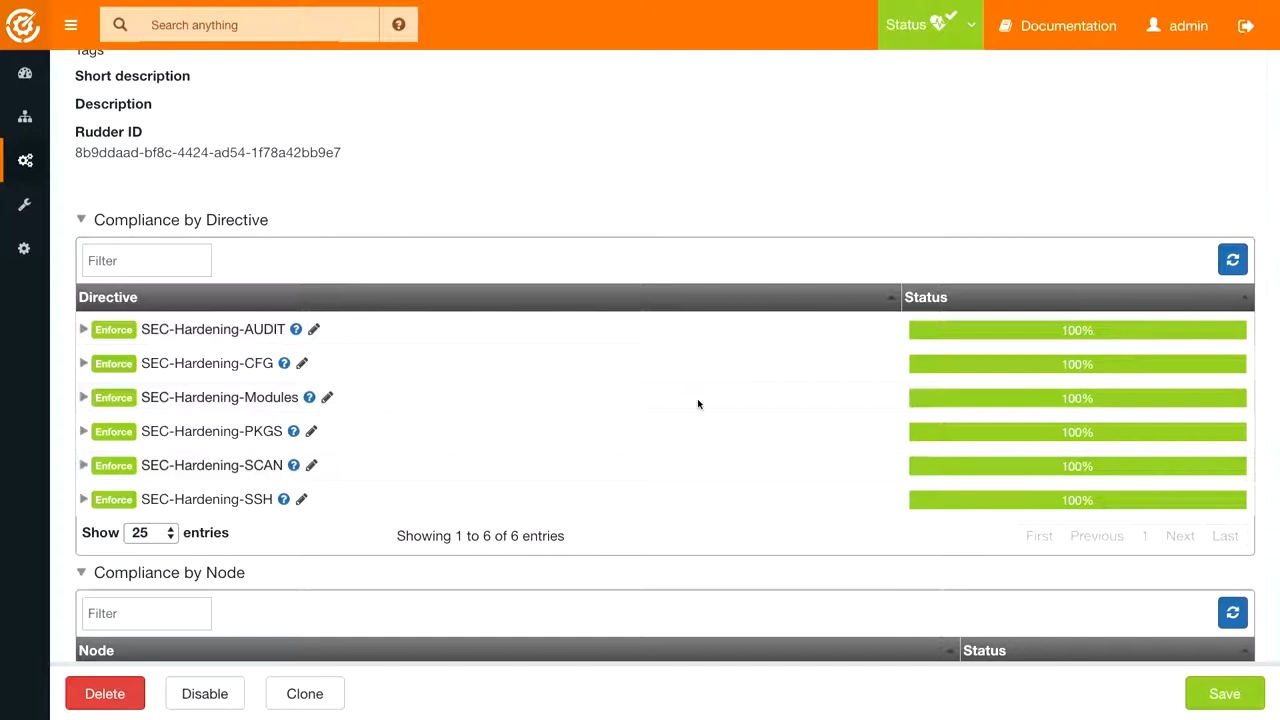 Search anything
Status
Documentation
admin
Tags
Short description
Description
Rudder ID
8b9ddaad-bf8c-4424-ad54-1f78a42bb9e7
Compliance by Directive
Filter
Directive Status
Enforce SEC-Hardening-AUDIT 100%
Enforce SEC-Hardening-CFG 100%
Enforce SEC-Hardening-Modules 100%
Enforce SEC-Hardening-PKGS 100%
Enforce SEC-Hardening-SCAN 100%
Enforce SEC-Hardening-SSH 100%
Show 25 entries Showing 1 to 6 of 6 entries First Previous 1 Next Last
Compliance by Node
Filter
Node Status
Delete Disable Clone Save